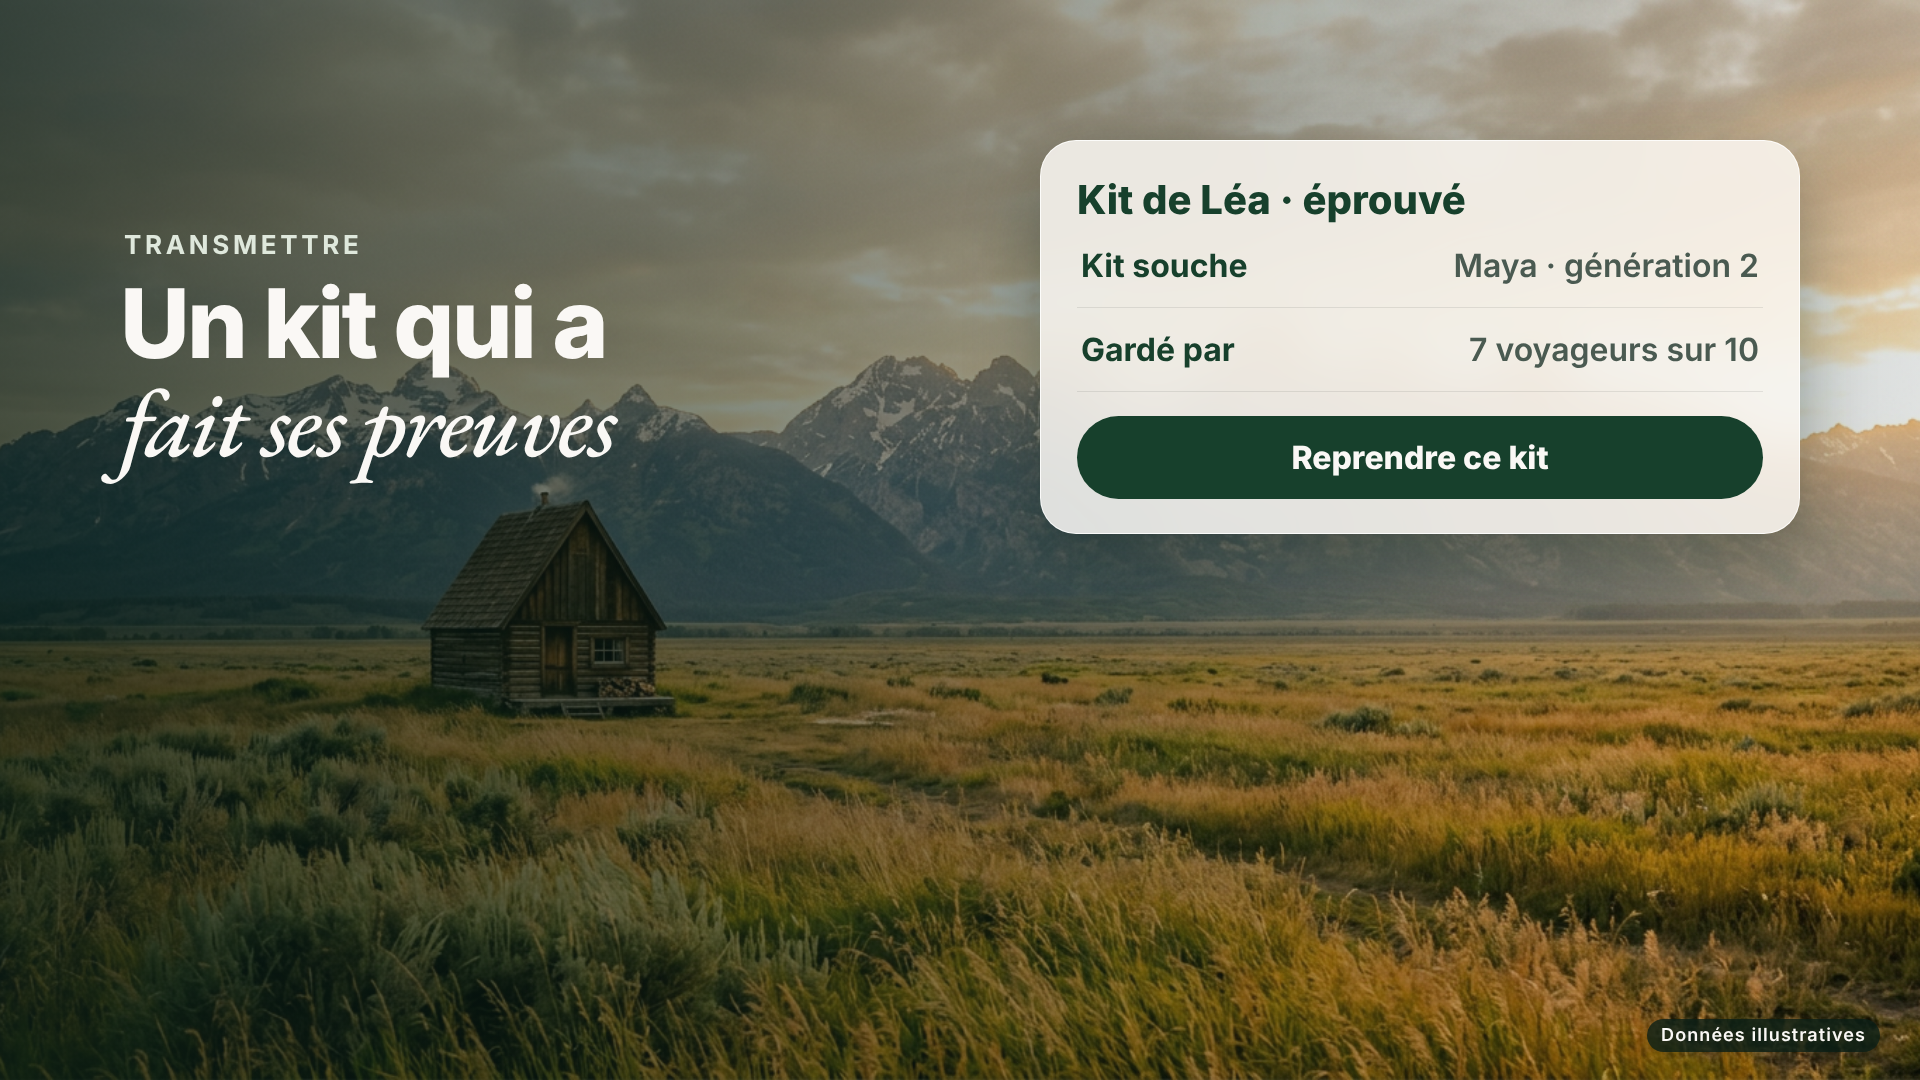 TRANSMETTRE
Un kit qui a
fait ses preuves
Kit de Léa · éprouvé
Kit souche Maya · génération 2
Gardé par 7 voyageurs sur 10
Reprendre ce kit
Données illustratives